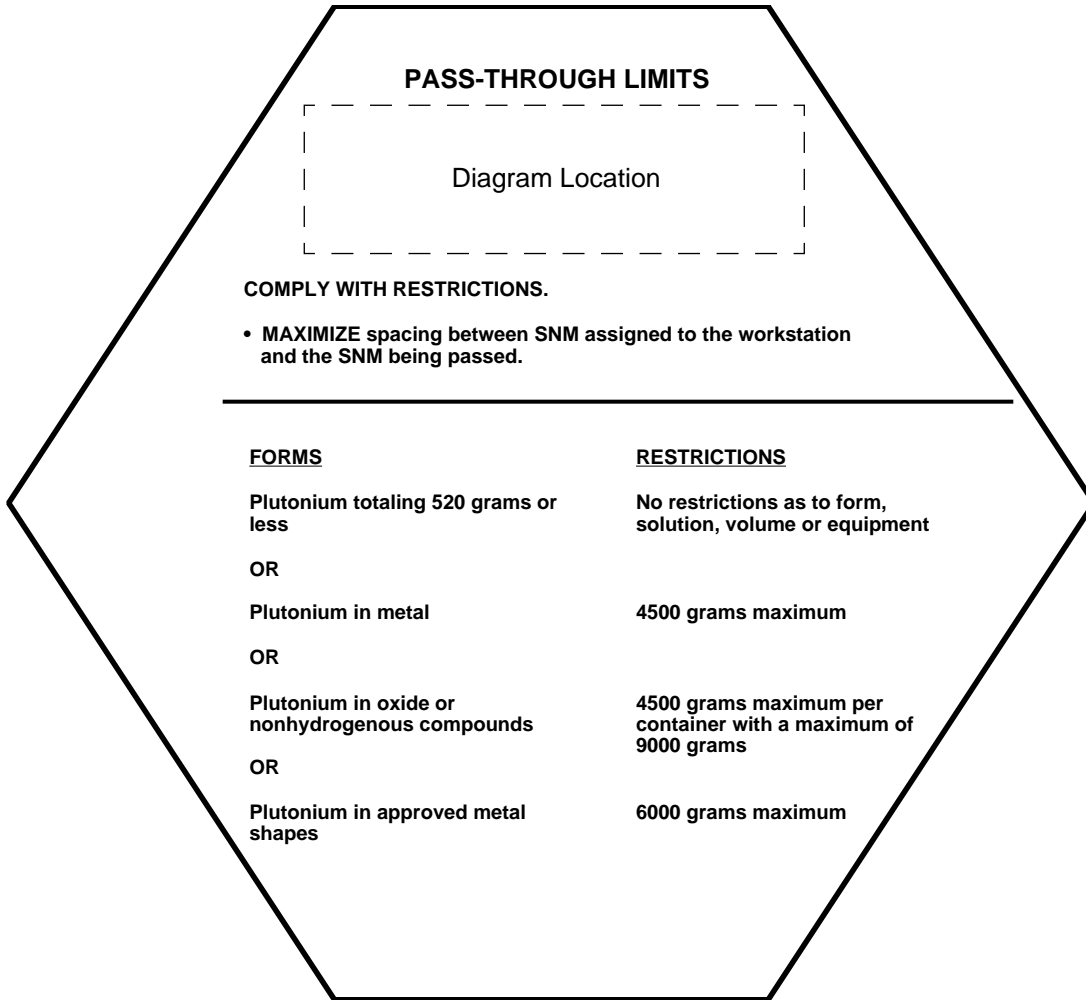 PASS-THROUGH LIMITS
Diagram Location
COMPLY WITH RESTRICTIONS.
• MAXIMIZE spacing between SNM assigned to the workstation
and the SNM being passed.
FORMS RESTRICTIONS
Plutonium totaling 520 grams or
less
No restrictions as to form,
solution, volume or equipment
OR
Plutonium in metal 4500 grams maximum
OR
Plutonium in oxide or
nonhydrogenous compounds
4500 grams maximum per
container with a maximum of
9000 grams
OR
Plutonium in approved metal
shapes
6000 grams maximum